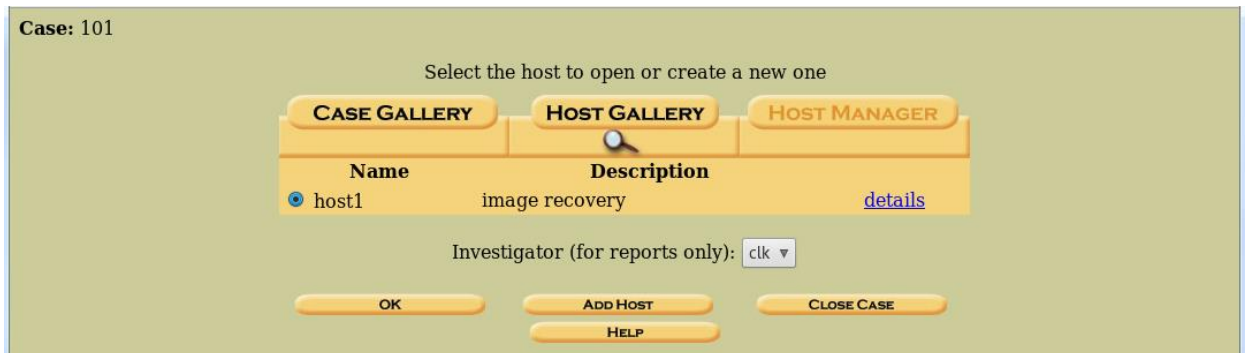 Case: 101
Select the host to open or create a new one
CASE GALLERY HOST GALLERY HOST MANAGER
Name Description
host1 image recovery details
Investigator (for reports only): clk
OK ADD HOST CLOSE CASE
HELP